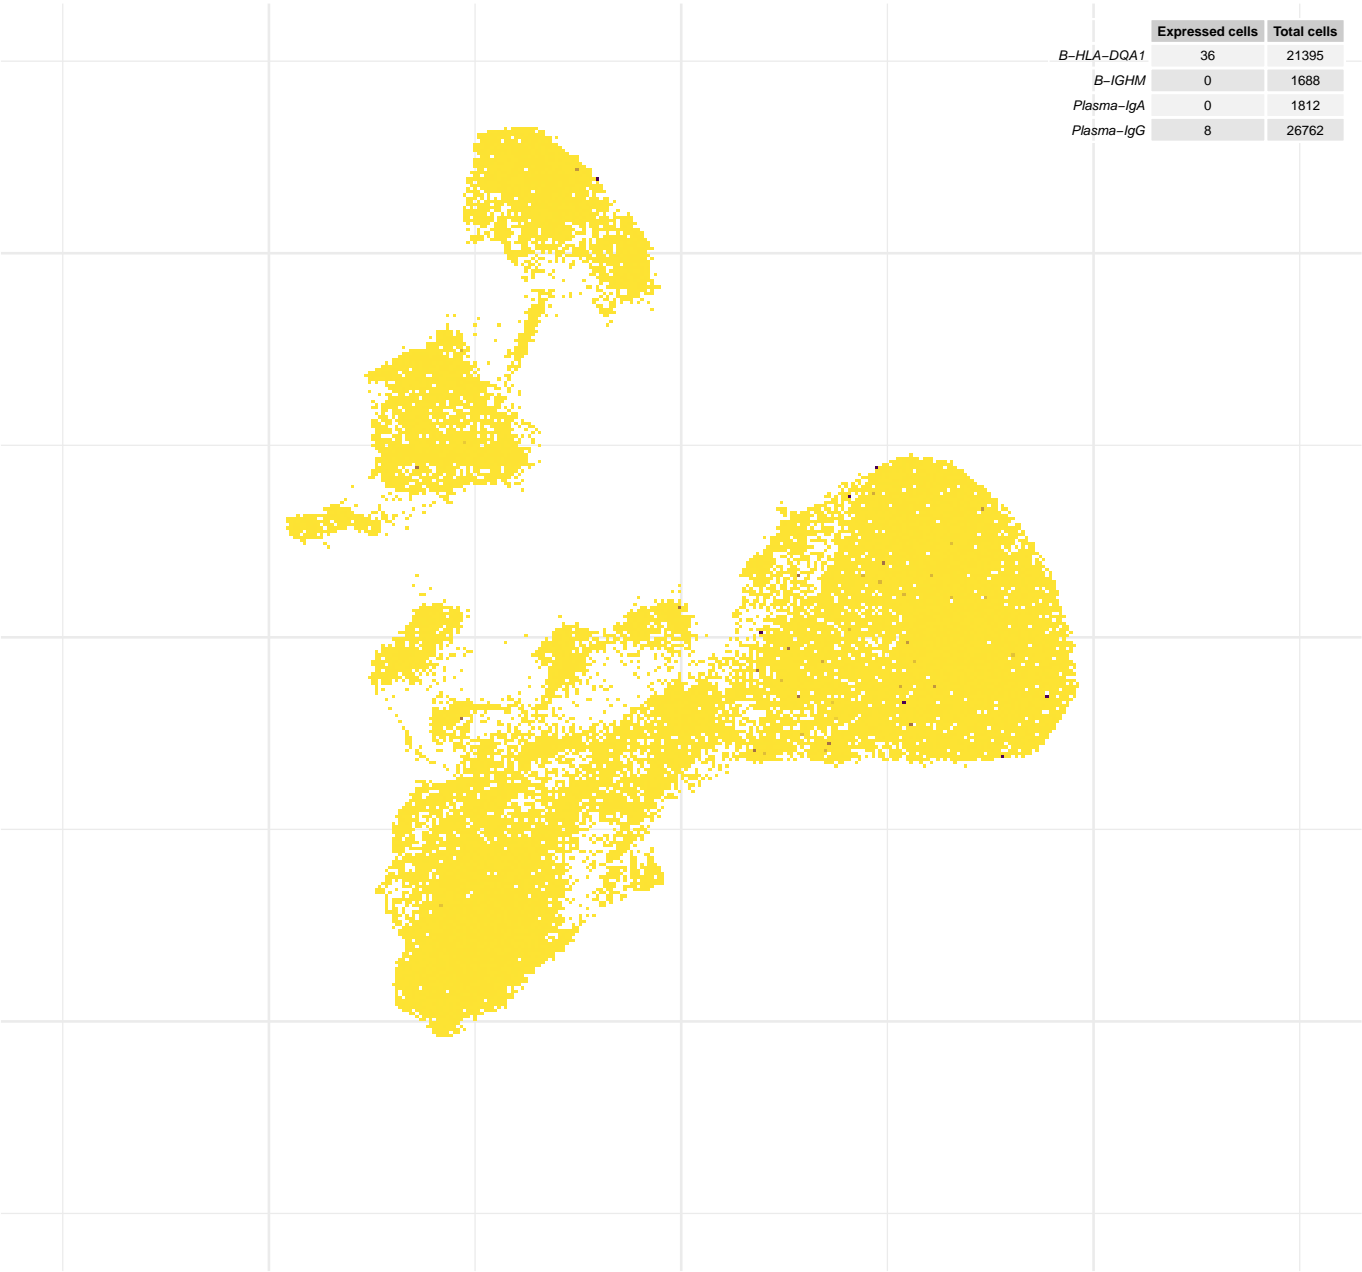 Expressed cells Total cells
B−HLA−DQA1 36 21395
B−IGHM 0 1688
Plasma−IgA 0 1812
Plasma−IgG 8 26762